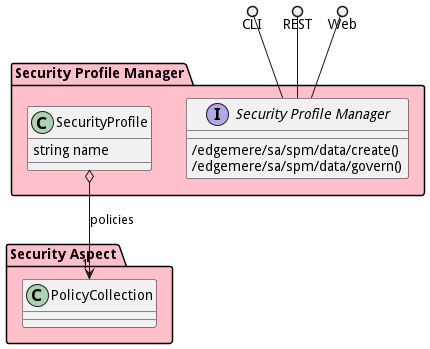 CLI REST Web
Security Profile Manager
C SecurityProfile
string name
I Security Profile Manager
/edgemere/sa/spm/data/create()
/edgemere/sa/spm/data/govern()
policies
Security Aspect
1
C PolicyCollection